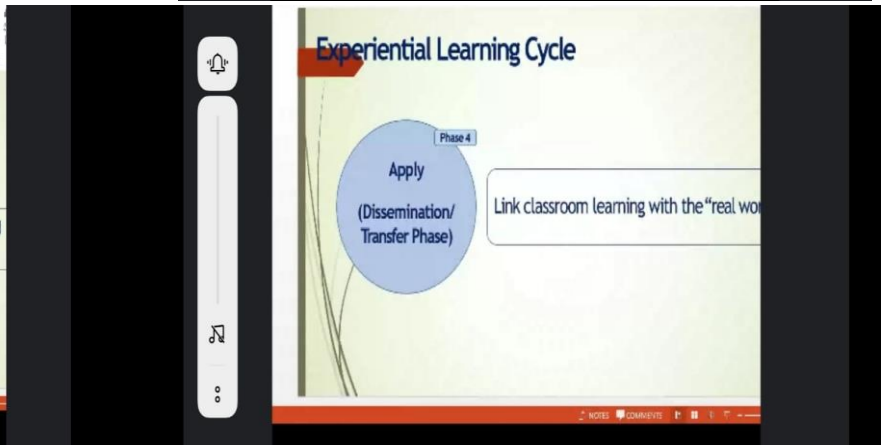 Experiential Learning Cycle
Phase 4
Apply
(Dissemination/
Transfer Phase)
Link classroom learning with the "real wor
NOTES
COMMENTS